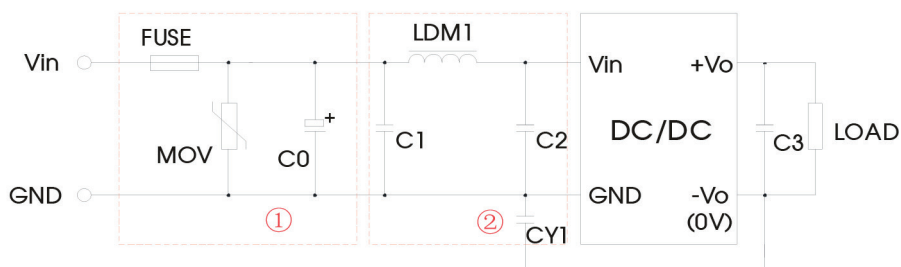 FUSE
LDM1
Vin
Vin
+Vo
+
MOV
C0
C1
C2
DC/DC
C3
LOAD
GND
GND
-Vo
(0V)
①
②
CY1